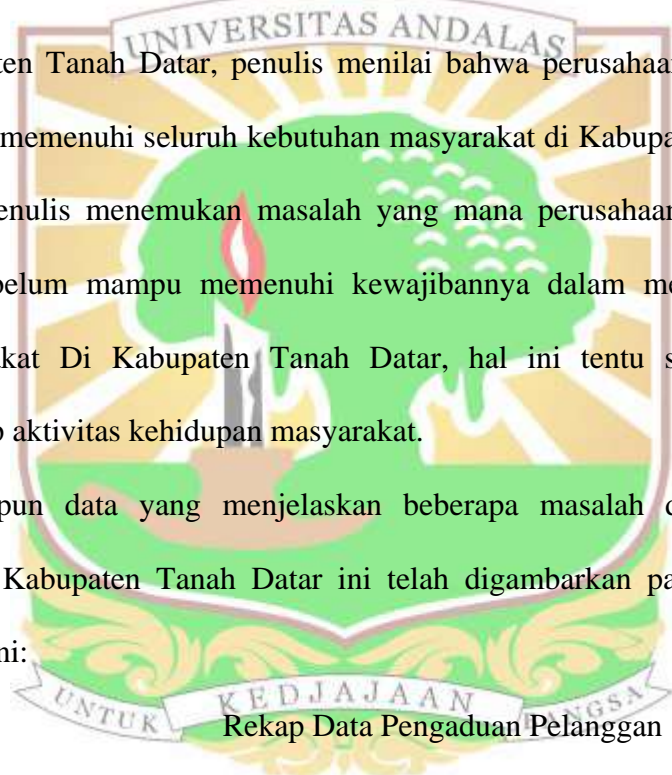 UNIVERSITAS ANDALAS
ten Tanah Datar, penulis menilai bahwa perusahaan
memenuhi seluruh kebutuhan masyarakat di Kabupa
enulis menemukan masalah yang mana perusahaan
belum mampu memenuhi kewajibannya dalam me
kat Di Kabupaten Tanah Datar, hal ini tentu s
p aktivitas kehidupan masyarakat.
pun data yang menjelaskan beberapa masalah d
Kabupaten Tanah Datar ini telah digambarkan pa
ni:
UNTUK KEDJAJAAN BANGSA
Rekap Data Pengaduan Pelanggan